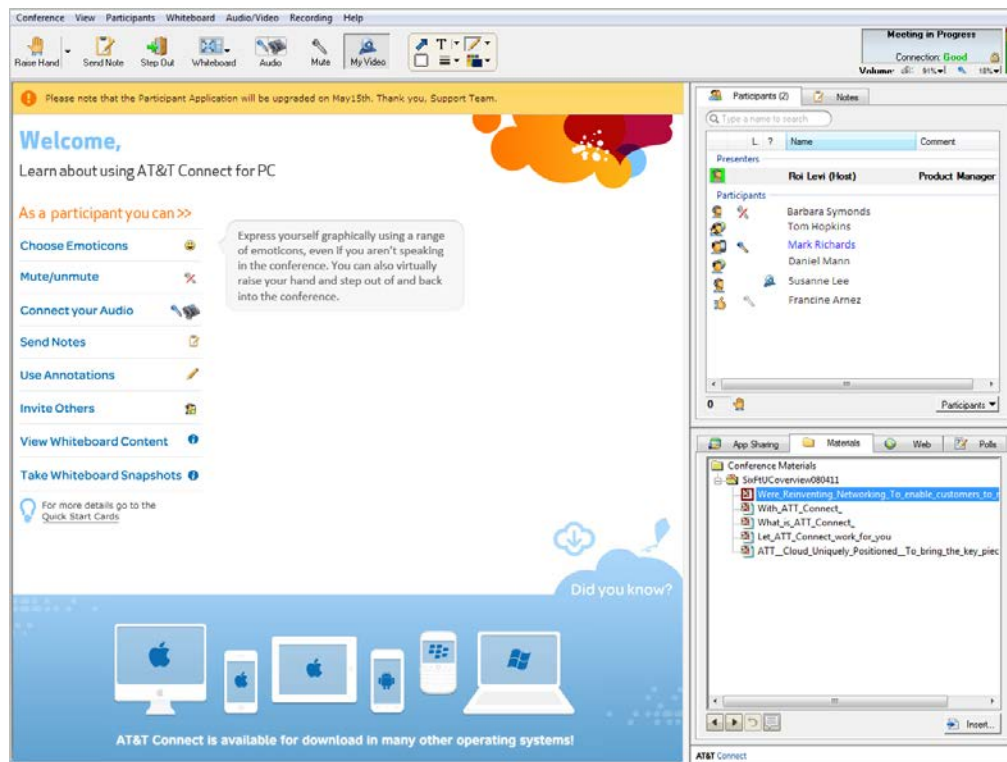 Conference View Participants Whiteboard Audio/Video Recording Help
Raise Hand Send Note Step Out Whiteboard Audio Mute My Video
T
Meeting in Progress
Connection: Good
Volume: 91% 18%
Please note that the Participant Application will be upgraded on May15th. Thank you, Support Team.
Welcome,
Learn about using AT&T Connect for PC
As a participant you can >>
Choose Emoticons
Mute/unmute
Connect your Audio
Send Notes
Use Annotations
Invite Others
View Whiteboard Content
Take Whiteboard Snapshots
For more details go to the
Quick Start Cards
Express yourself graphically using a range
of emoticons, even if you aren't speaking
in the conference. You can also virtually
raise your hand and step out of and back
into the conference.
Did you know?
AT&T Connect is available for download in many other operating systems!
Participants (2) Notes
Type a name to search
L ? Name Comment
Presenters
Roi Levi (Host) Product Manager
Participants
Barbara Symonds
Tom Hopkins
Mark Richards
Daniel Mann
Susanne Lee
Francine Arnez
0 Participants
App Sharing Materials Web Polls
Conference Materials
SixFtUCoverview080411
Were_Reinventing_Networking_To_enable_customers_to_r
With_ATT_Connect_
What_is_ATT_Connect_
Let_ATT_Connect_work_for_you
ATT__Cloud_Uniquely_Positioned__To_bring_the_key_piec
Insert...
AT&T Connect